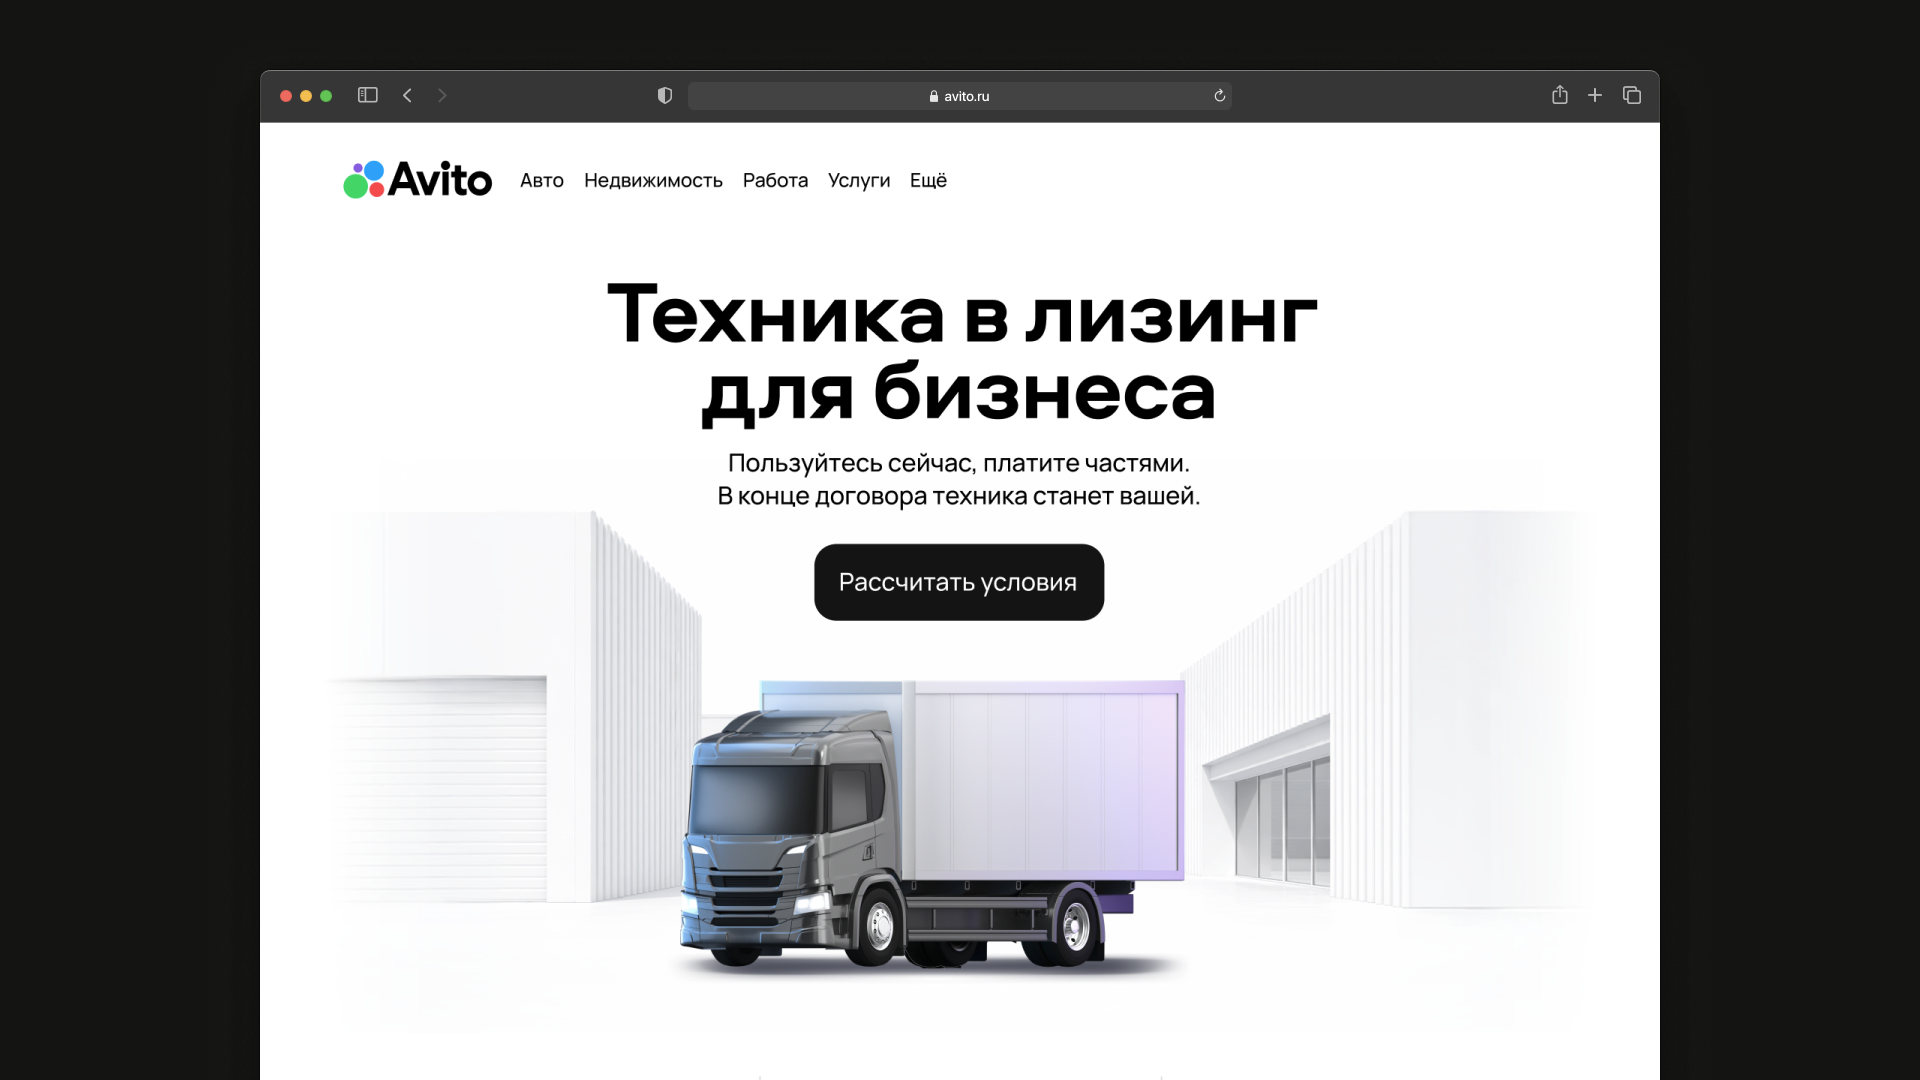 avito.ru
Avito Авто Недвижимость Работа Услуги Ещё
Техника в лизинг
для бизнеса
Пользуйтесь сейчас, платите частями.
В конце договора техника станет вашей.
Рассчитать условия